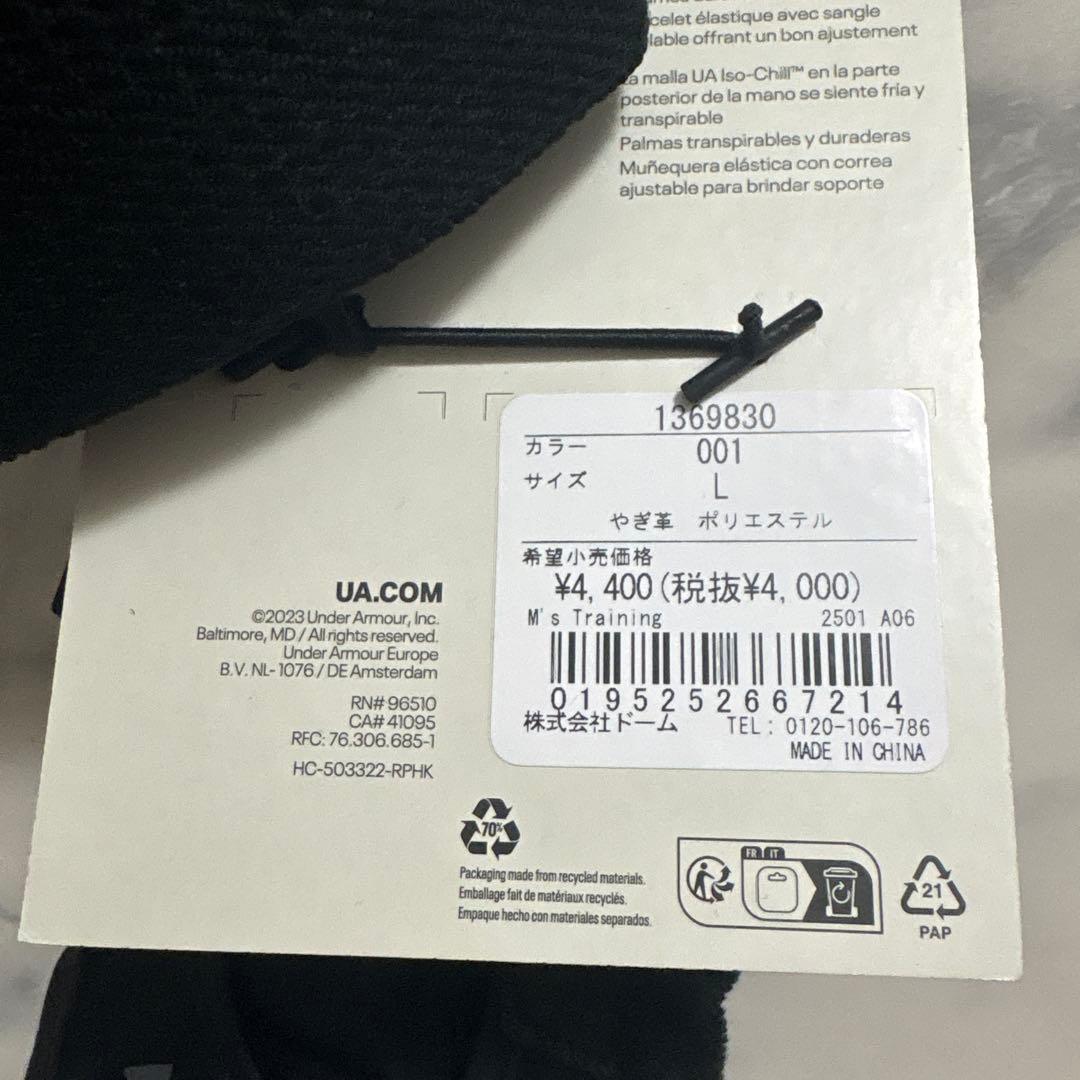 celet élastique avec sangle
lable offrant un bon ajustement
a malla UA Iso-Chill™ en la parte
posterior de la mano se siente fría y
transpirable
Palmas transpirables y duraderas
Muñequera elástica con correa
ajustable para brindar soporte
1369830
カラー 001
サイズ L
やぎ革 ポリエステル
希望小売価格
¥4,400(税抜¥4,000)
M's Training 2501 A06
0195252667214
株式会社ドーム TEL: 0120-106-786
MADE IN CHINA
UA.COM
©2023 Under Armour, Inc.
Baltimore, MD / All rights reserved.
Under Armour Europe
B.V. NL-1076 / DE Amsterdam
RN# 96510
CA# 41095
RFC: 76.306.685-1
HC-503322-RPHK
70%
Packaging made from recycled materials.
Emballage fait de matériaux recyclés.
Empaque hecho con materiales separados.
FR IT
21
PAP